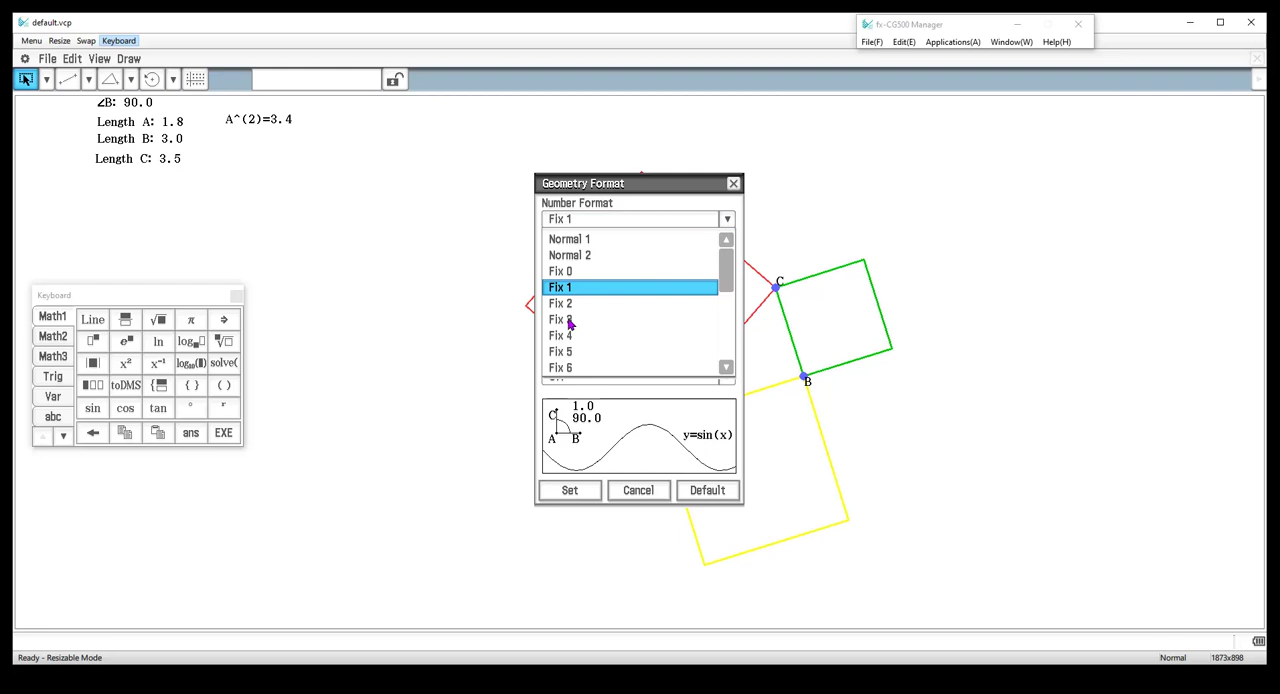 default.vcp
fx-CG500 Manager
Menu Resize Swap Keyboard
File(F) Edit(E) Applications(A) Window(W) Help(H)
File Edit View Draw
∠B: 90.0
Length A: 1.8
A^(2)=3.4
Length B: 3.0
Length C: 3.5
Geometry Format
Number Format
Fix 1
Normal 1
Normal 2
Fix 0
Fix 1
Fix 2
Fix 3
Fix 4
Fix 5
Fix 6
1.0
90.0
C
A B
y=sin(x)
Set Cancel Default
C
B
Keyboard
Math1 Line √■ π ⇒
Math2 e■ ln log■□ ■√□
Math3 |■| x² x⁻¹ log₁₀(■) solve(
Trig toDMS { } ( )
Var sin cos tan ° r
abc
ans EXE
Ready - Resizable Mode
Normal 1873x898